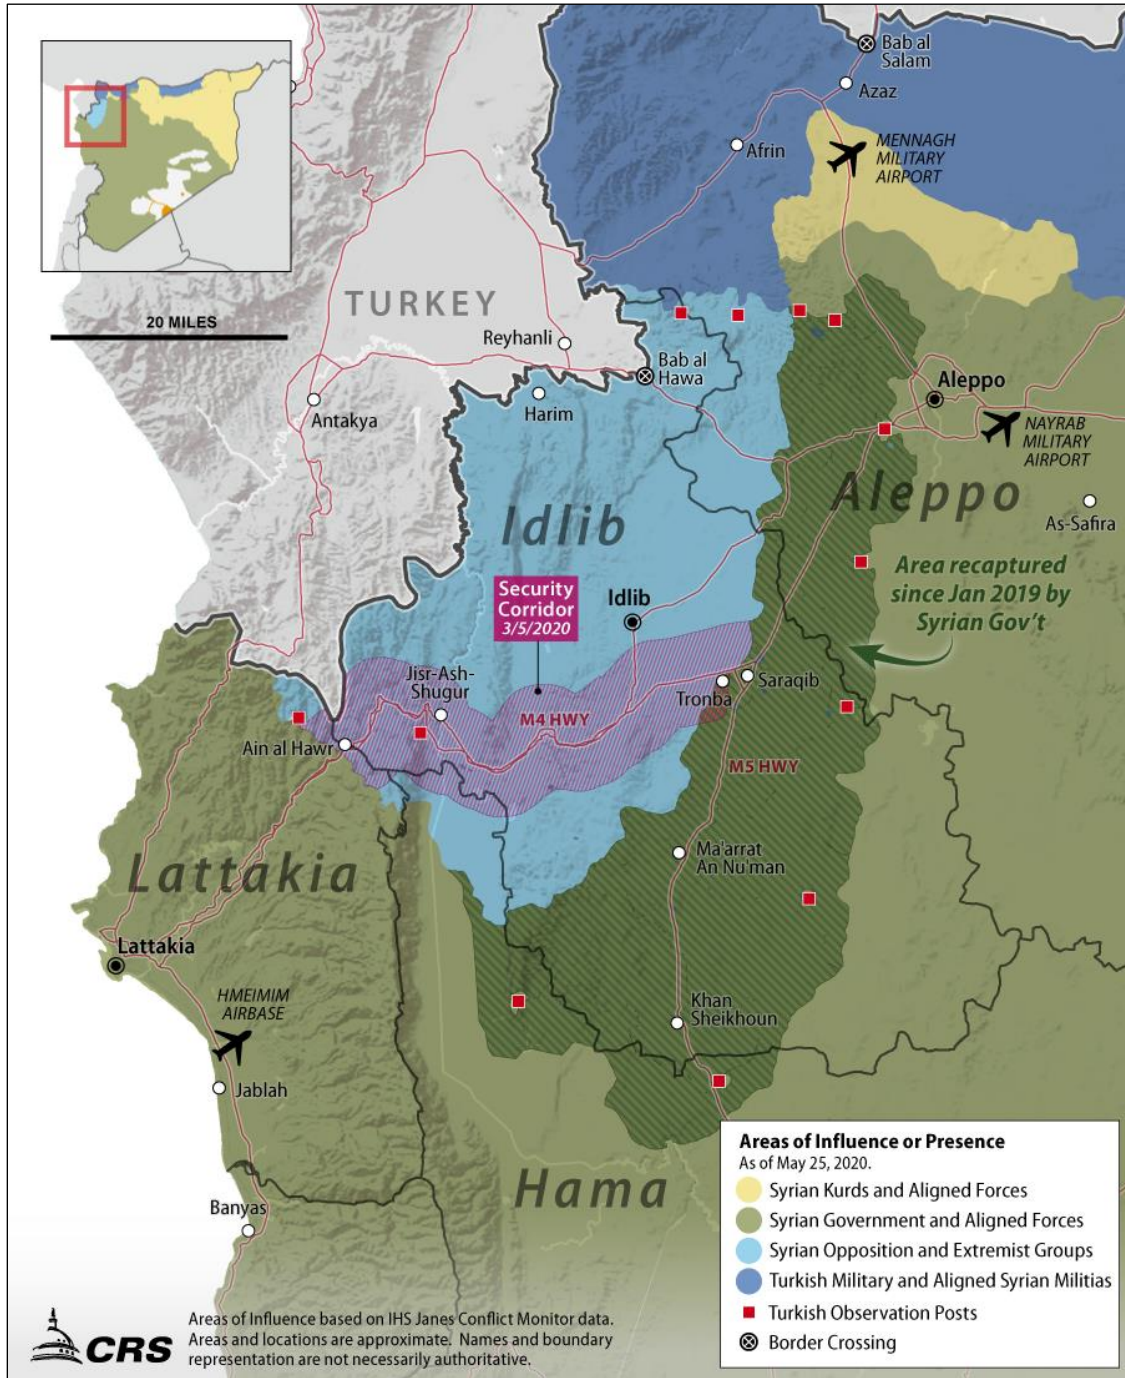 Bab al
Salam
Azaz
Afrin
MENNAGH
MILITARY
AIRPORT
TURKEY
20 MILES
Reyhanli
Bab al
Hawa
Harim
Antakya
Aleppo
NAYRAB
MILITARY
AIRPORT
Aleppo
As-Safira
Idlib
Area recaptured
since Jan 2019 by
Syrian Gov't
Security
Corridor
3/5/2020
Idlib
Jisr-Ash-
Shugur
Saraqib
Tronba
M4 HWY
Ain al Hawr
M5 HWY
Ma'arrat
An Nu'man
Lattakia
Lattakia
HMEIMIM
AIRBASE
Khan
Sheikhoun
Jablah
Hama
Banyas
Areas of Influence or Presence
As of May 25, 2020.
Syrian Kurds and Aligned Forces
Syrian Government and Aligned Forces
Syrian Opposition and Extremist Groups
Turkish Military and Aligned Syrian Militias
Turkish Observation Posts
Border Crossing
CRS
Areas of Influence based on IHS Janes Conflict Monitor data.
Areas and locations are approximate. Names and boundary
representation are not necessarily authoritative.